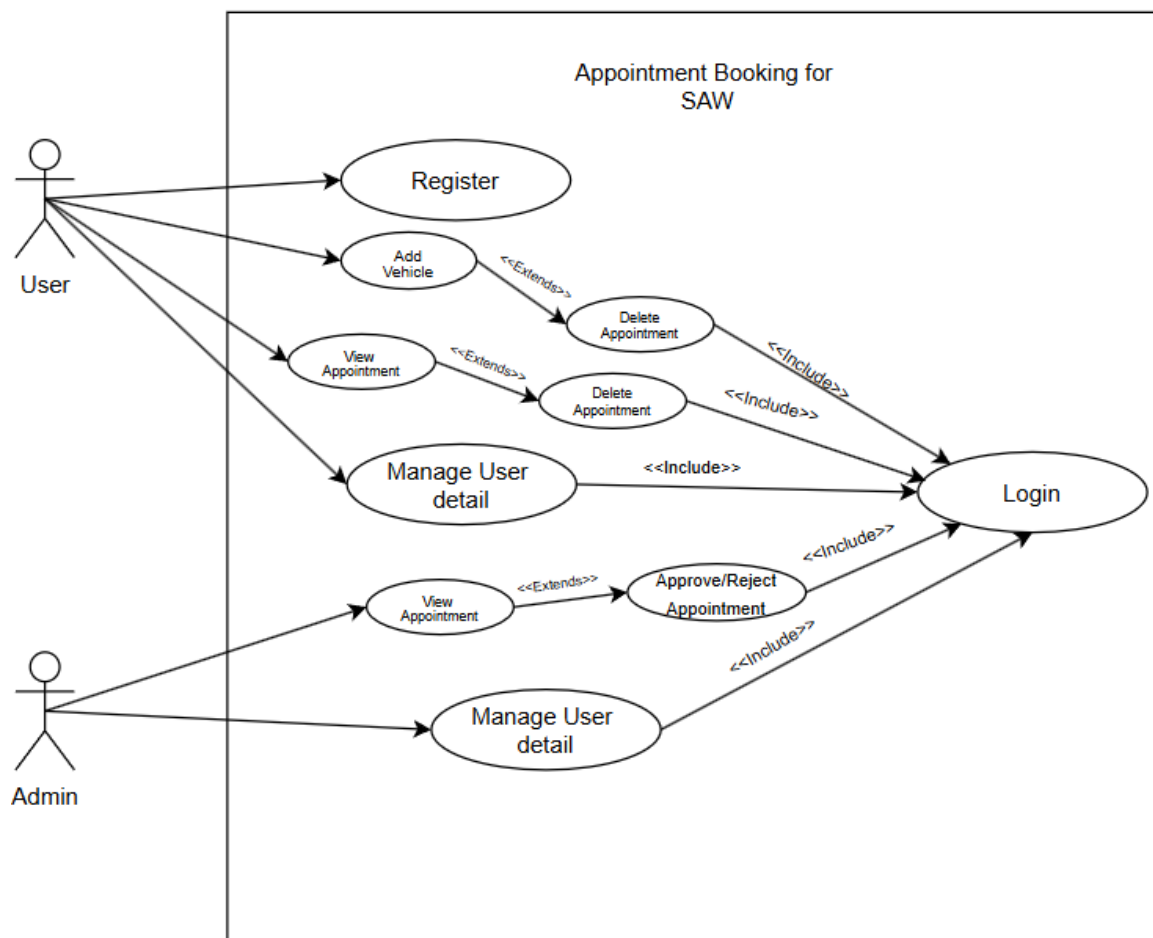 Appointment Booking for
SAW
Register
User
Add
Vehicle
<<Extends>>
Delete
Appointment
<<Include>>
View
Appointment
<<Extends>>
Delete
Appointment
<<Include>>
Manage User
detail
<<Include>>
Login
View
Appointment
<<Extends>>
Approve/Reject
Appointment
<<Include>>
Admin
Manage User
detail
<<Include>>